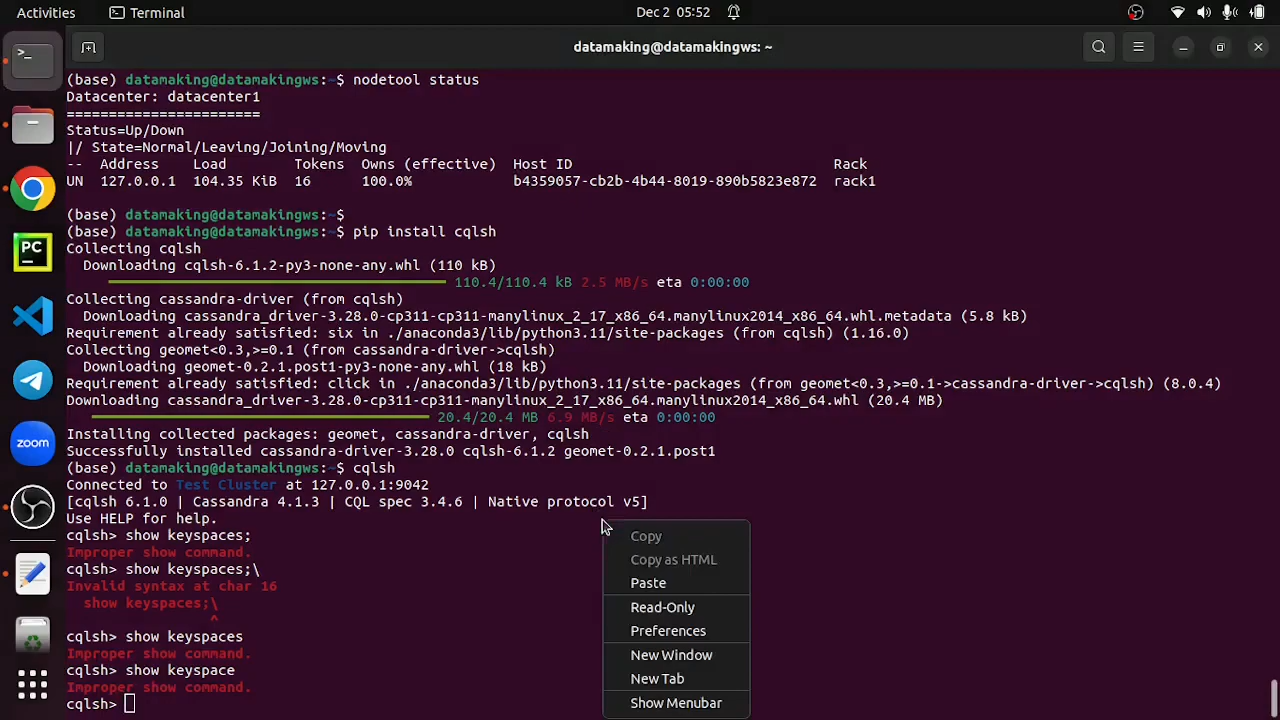 Activities
Terminal
Dec 2 05:52
datamaking@datamakingws: ~
(base) datamaking@datamakingws:~$ nodetool status
Datacenter: datacenter1
=======================
Status=Up/Down
|/ State=Normal/Leaving/Joining/Moving
-- Address Load Tokens Owns (effective) Host ID Rack
UN 127.0.0.1 104.35 KiB 16 100.0% b4359057-cb2b-4b44-8019-890b5823e872 rack1
(base) datamaking@datamakingws:~$
(base) datamaking@datamakingws:~$ pip install cqlsh
Collecting cqlsh
Downloading cqlsh-6.1.2-py3-none-any.whl (110 kB)
110.4/110.4 kB 2.5 MB/s eta 0:00:00
Collecting cassandra-driver (from cqlsh)
Downloading cassandra_driver-3.28.0-cp311-cp311-manylinux_2_17_x86_64.manylinux2014_x86_64.whl.metadata (5.8 kB)
Requirement already satisfied: six in ./anaconda3/lib/python3.11/site-packages (from cqlsh) (1.16.0)
Collecting geomet<0.3,>=0.1 (from cassandra-driver->cqlsh)
Downloading geomet-0.2.1.post1-py3-none-any.whl (18 kB)
Requirement already satisfied: click in ./anaconda3/lib/python3.11/site-packages (from geomet<0.3,>=0.1->cassandra-driver->cqlsh) (8.0.4)
Downloading cassandra_driver-3.28.0-cp311-cp311-manylinux_2_17_x86_64.manylinux2014_x86_64.whl (20.4 MB)
20.4/20.4 MB 6.9 MB/s eta 0:00:00
Installing collected packages: geomet, cassandra-driver, cqlsh
Successfully installed cassandra-driver-3.28.0 cqlsh-6.1.2 geomet-0.2.1.post1
(base) datamaking@datamakingws:~$ cqlsh
Connected to Test Cluster at 127.0.0.1:9042
[cqlsh 6.1.0 | Cassandra 4.1.3 | CQL spec 3.4.6 | Native protocol v5]
Use HELP for help.
cqlsh> show keyspaces;
Improper show command.
cqlsh> show keyspaces;\
Invalid syntax at char 16
show keyspaces;\
^
cqlsh> show keyspaces
Improper show command.
cqlsh> show keyspace
Improper show command.
cqlsh>
Copy
Copy as HTML
Paste
Read-Only
Preferences
New Window
New Tab
Show Menubar
PC
zoom